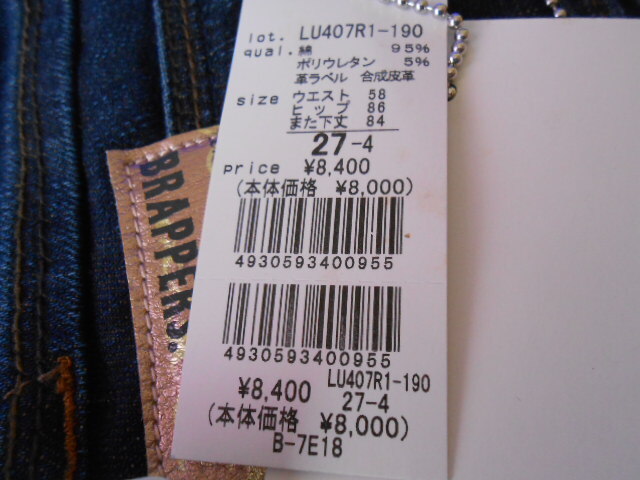 lot. LU407R1-190
qual. 綿 95%
ポリウレタン 5%
革ラベル 合成皮革
size ウエスト 58
ヒップ 86
また下丈 84
27-4
price ¥8,400
(本体価格 ¥8,000)
4930593400955
4930593400955
¥8,400 LU407R1-190
27-4
(本体価格 ¥8,000)
B-7E18
BRAPPERS.